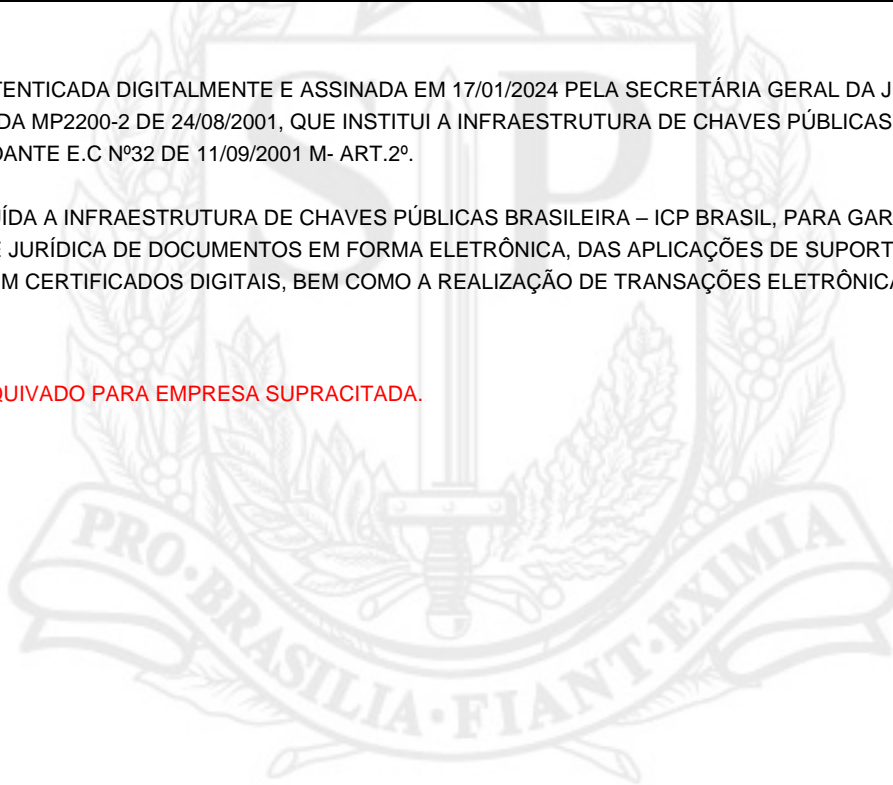 TENTICADA DIGITALMENTE E ASSINADA EM 17/01/2024 PELA SECRETÁRIA GERAL DA J
DA MP2200-2 DE 24/08/2001, QUE INSTITUI A INFRAESTRUTURA DE CHAVES PÚBLICAS
DANTE E.C Nº32 DE 11/09/2001 M- ART.2º.
UÍDA A INFRAESTRUTURA DE CHAVES PÚBLICAS BRASILEIRA – ICP BRASIL, PARA GAR
E JURÍDICA DE DOCUMENTOS EM FORMA ELETRÔNICA, DAS APLICAÇÕES DE SUPORT
M CERTIFICADOS DIGITAIS, BEM COMO A REALIZAÇÃO DE TRANSAÇÕES ELETRÔNICA
QUIVADO PARA EMPRESA SUPRACITADA.
SP
PRO·BRASILIA·FIANT·EXIMIA